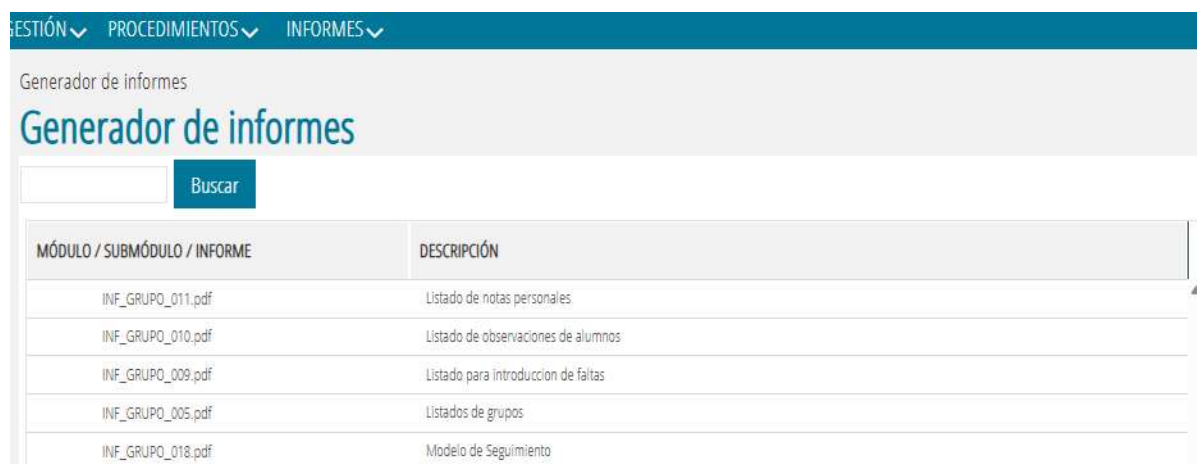 GESTIÓN PROCEDIMIENTOS INFORMES
Generador de informes
Generador de informes
Buscar
MÓDULO / SUBMÓDULO / INFORME DESCRIPCIÓN
INF_GRUPO_011.pdf Listado de notas personales
INF_GRUPO_010.pdf Listado de observaciones de alumnos
INF_GRUPO_009.pdf Listado para introduccion de faltas
INF_GRUPO_005.pdf Listados de grupos
INF_GRUPO_018.pdf Modelo de Seguimiento